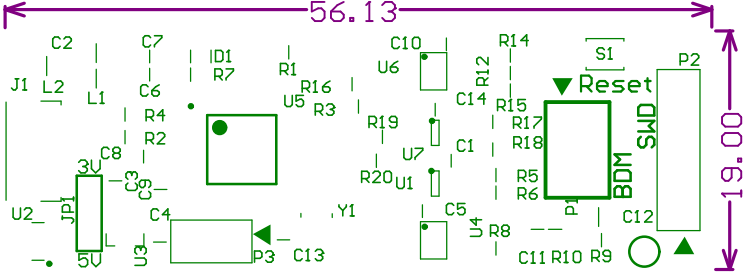 56.13
C2
C7
D1
C10
R14
S1
P2
J1
L2
L1
C6
R7
R1
R16
U5
R3
U6
R12
C14
R15
Reset
R4
R2
R19
R17
R18
SWD
19.00
C8
3V
C3
C9
U7
C1
R20
U1
R5
R6
BDM
U2
JP1
C4
Y1
C5
U4
R8
P1
C12
5V
U3
P3
C13
C11
R10
R9